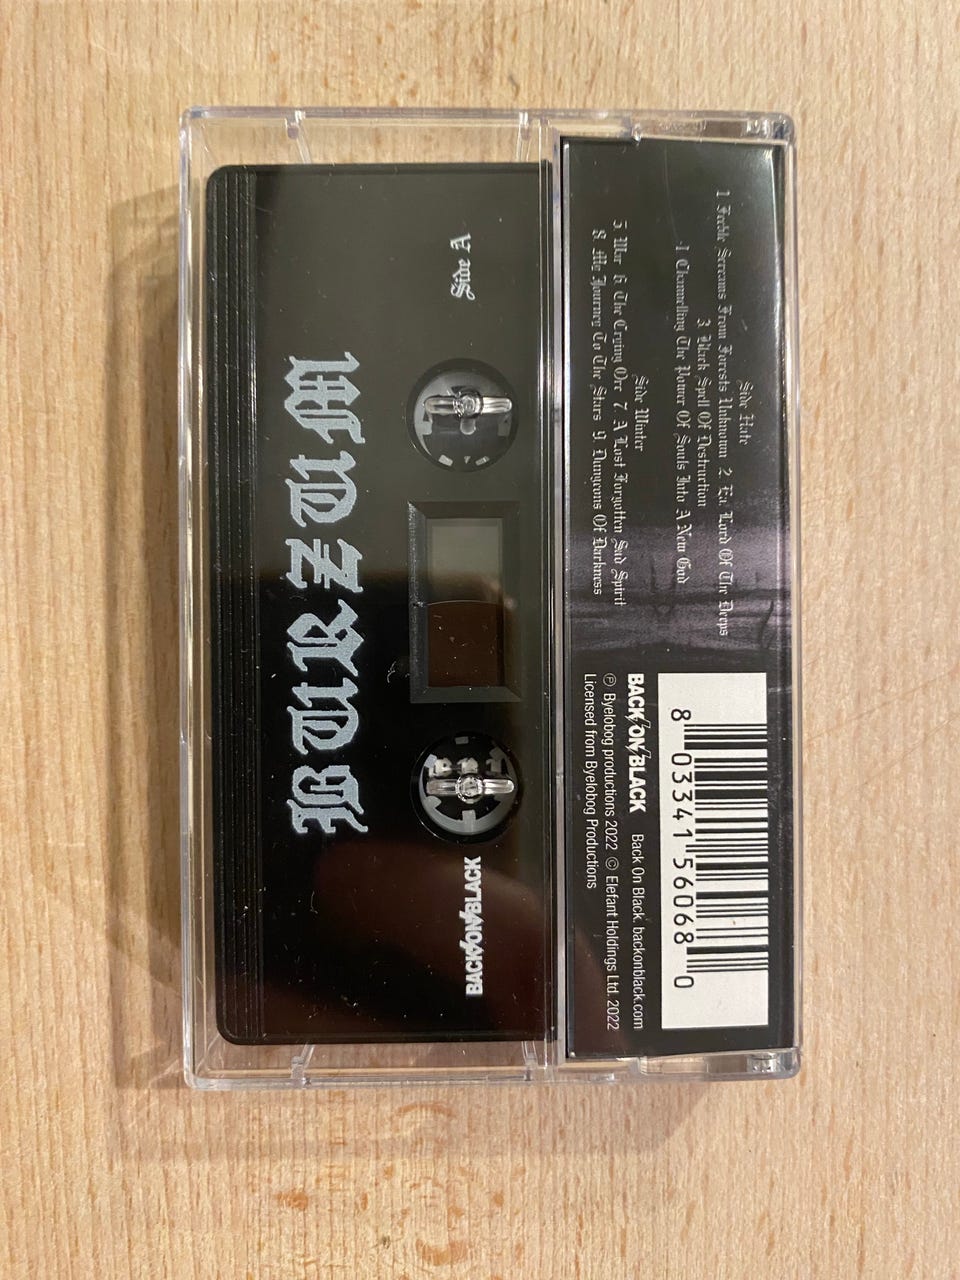 Side A
BURZUM
BACK ON BLACK
Side Hate
1 Feeble Screams From Forests Unknown 2. Ea, Lord Of The Deeps
3. Black Spell Of Destruction
4 Channelling The Power Of Souls Into A New God
Side Winter
5. War 6. The Crying Orc 7. A Lost Forgotten Sad Spirit
8. My Journey To The Stars 9. Dungeons Of Darkness
BACK ON BLACK Back On Black. backonblack.com
℗ Byelobog productions 2022 © Elefant Holdings Ltd. 2022
Licensed from Byelobog Productions
8 03341 56068 0